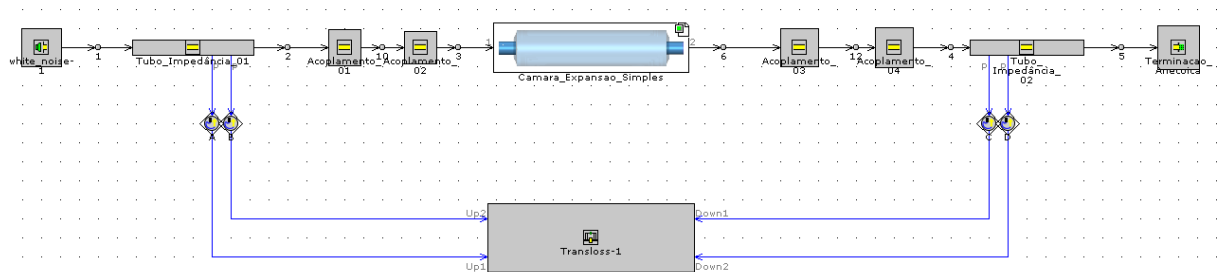 1 2
white_noise-
1
1
Tubo_Impedância_01
2
Acoplamento_
01
10
Acoplamento_
02
3
Camara_Expansao_Simples
6
Acoplamento_
03
12
Acoplamento_
04
4
Tubo_
Impedância_
02
5
Terminacao_
Anecoica
p p
p p
A B
C D
Up2 Down1
Transloss-1
Up1 Down2